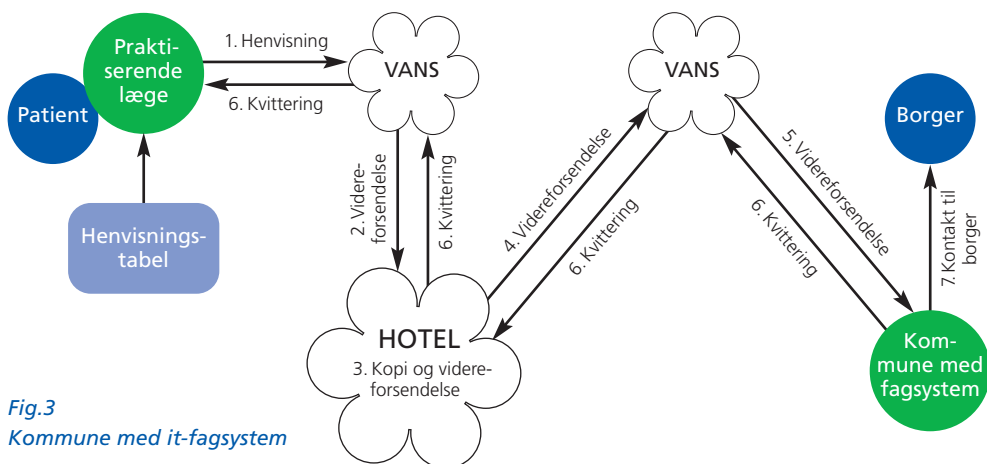 Prakti-
serende
læge
Patient
Henvisnings-
tabel
1. Henvisning
6. Kvittering
VANS
2. Videre-
forsendelse
6. Kvittering
HOTEL
3. Kopi og videre-
forsendelse
4. Videreforsendelse
6. Kvittering
VANS
5. Videreforsendelse
6. Kvittering
Borger
7. Kontakt til
borger
Kom-
mune med
fagsystem
Fig.3
Kommune med it-fagsystem